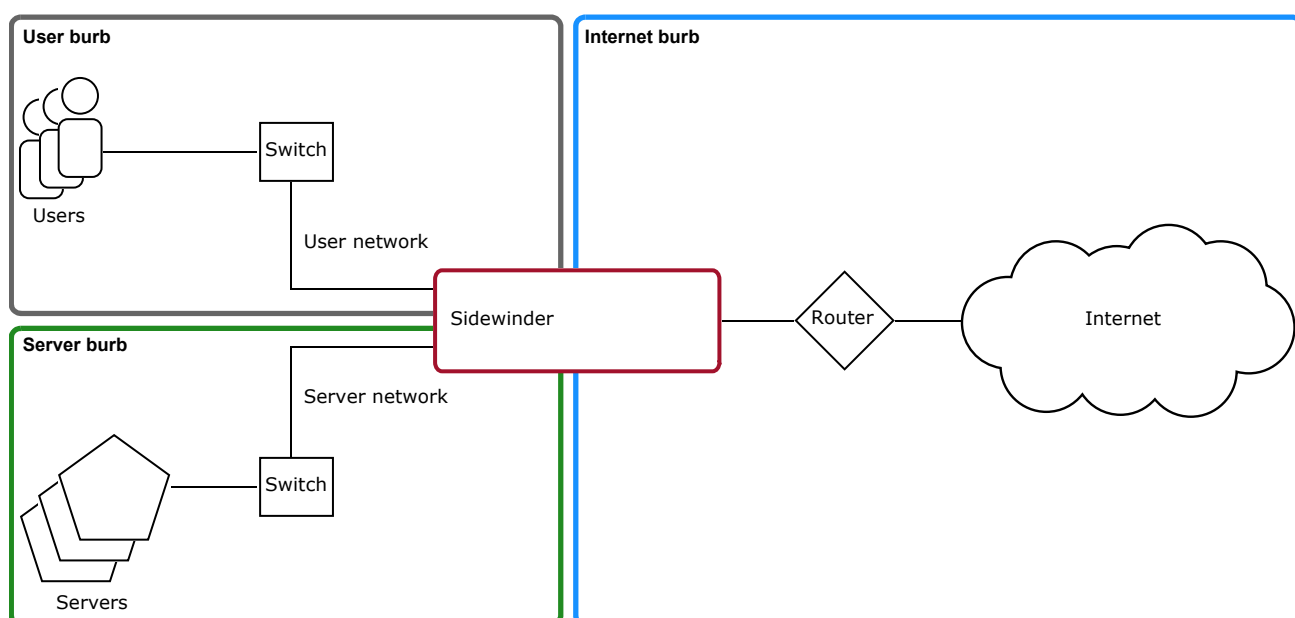 User burb
Internet burb
Switch
Users
User network
Sidewinder
Router
Internet
Server burb
Server network
Switch
Servers